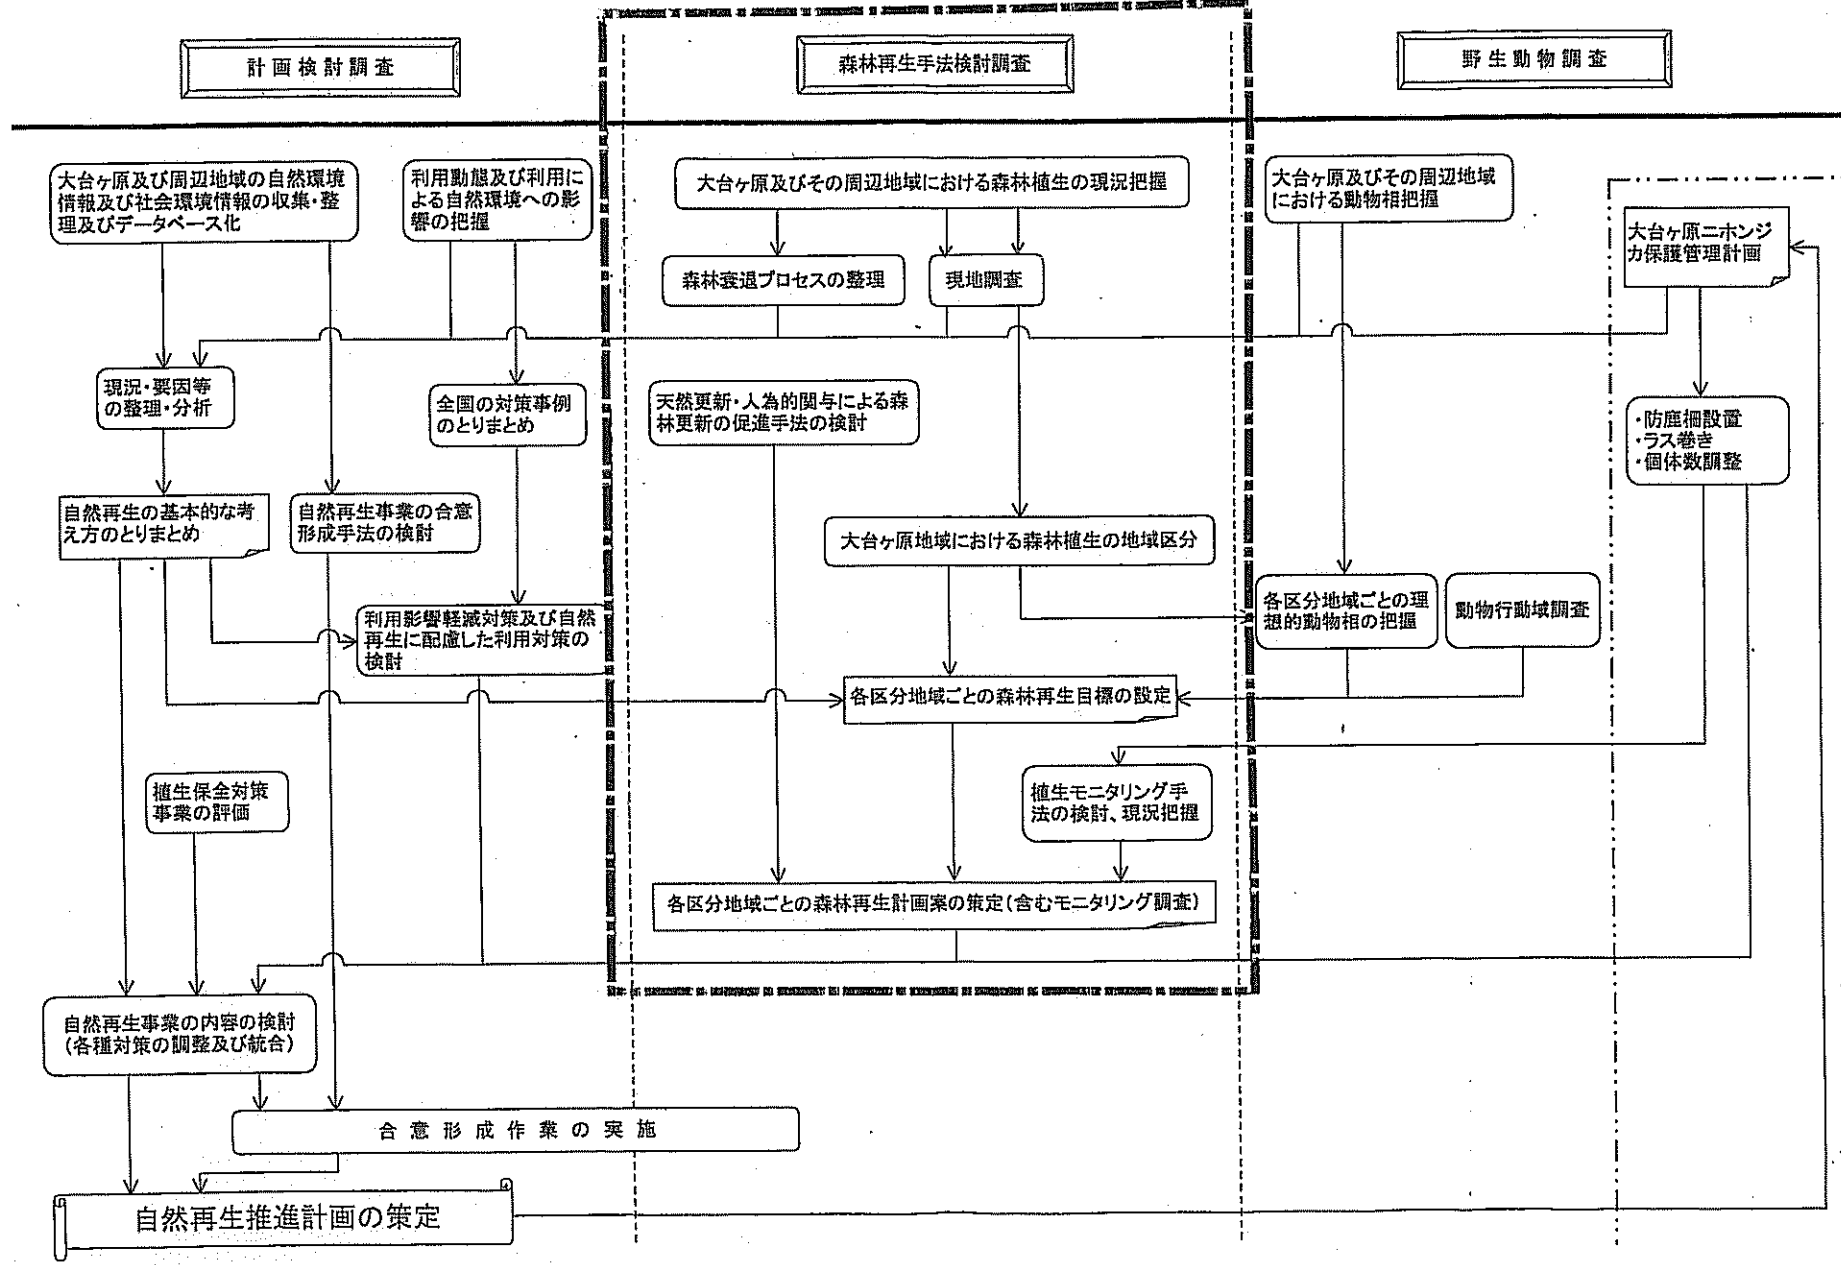 計画検討調査
森林再生手法検討調査
野生動物調査
大台ヶ原及び周辺地域の自然環境
情報及び社会環境情報の収集・整
理及びデータベース化
利用動態及び利用に
よる自然環境への影
響の把握
大台ヶ原及びその周辺地域における森林植生の現況把握
大台ヶ原及びその周辺地域
における動物相把握
大台ヶ原ニホンジ
カ保護管理計画
森林衰退プロセスの整理
現地調査
現況・要因等
の整理・分析
全国の対策事例
のとりまとめ
天然更新・人為的関与による森
林更新の促進手法の検討
・防鹿柵設置
・ラス巻き
・個体数調整
自然再生の基本的な考
え方のとりまとめ
自然再生事業の合意
形成手法の検討
大台ヶ原地域における森林植生の地域区分
利用影響軽減対策及び自然
再生に配慮した利用対策の
検討
各区分地域ごとの理
想的動物相の把握
動物行動域調査
各区分地域ごとの森林再生目標の設定
植生保全対策
事業の評価
植生モニタリング手
法の検討、現況把握
各区分地域ごとの森林再生計画案の策定(含むモニタリング調査)
自然再生事業の内容の検討
(各種対策の調整及び統合)
合意形成作業の実施
自然再生推進計画の策定